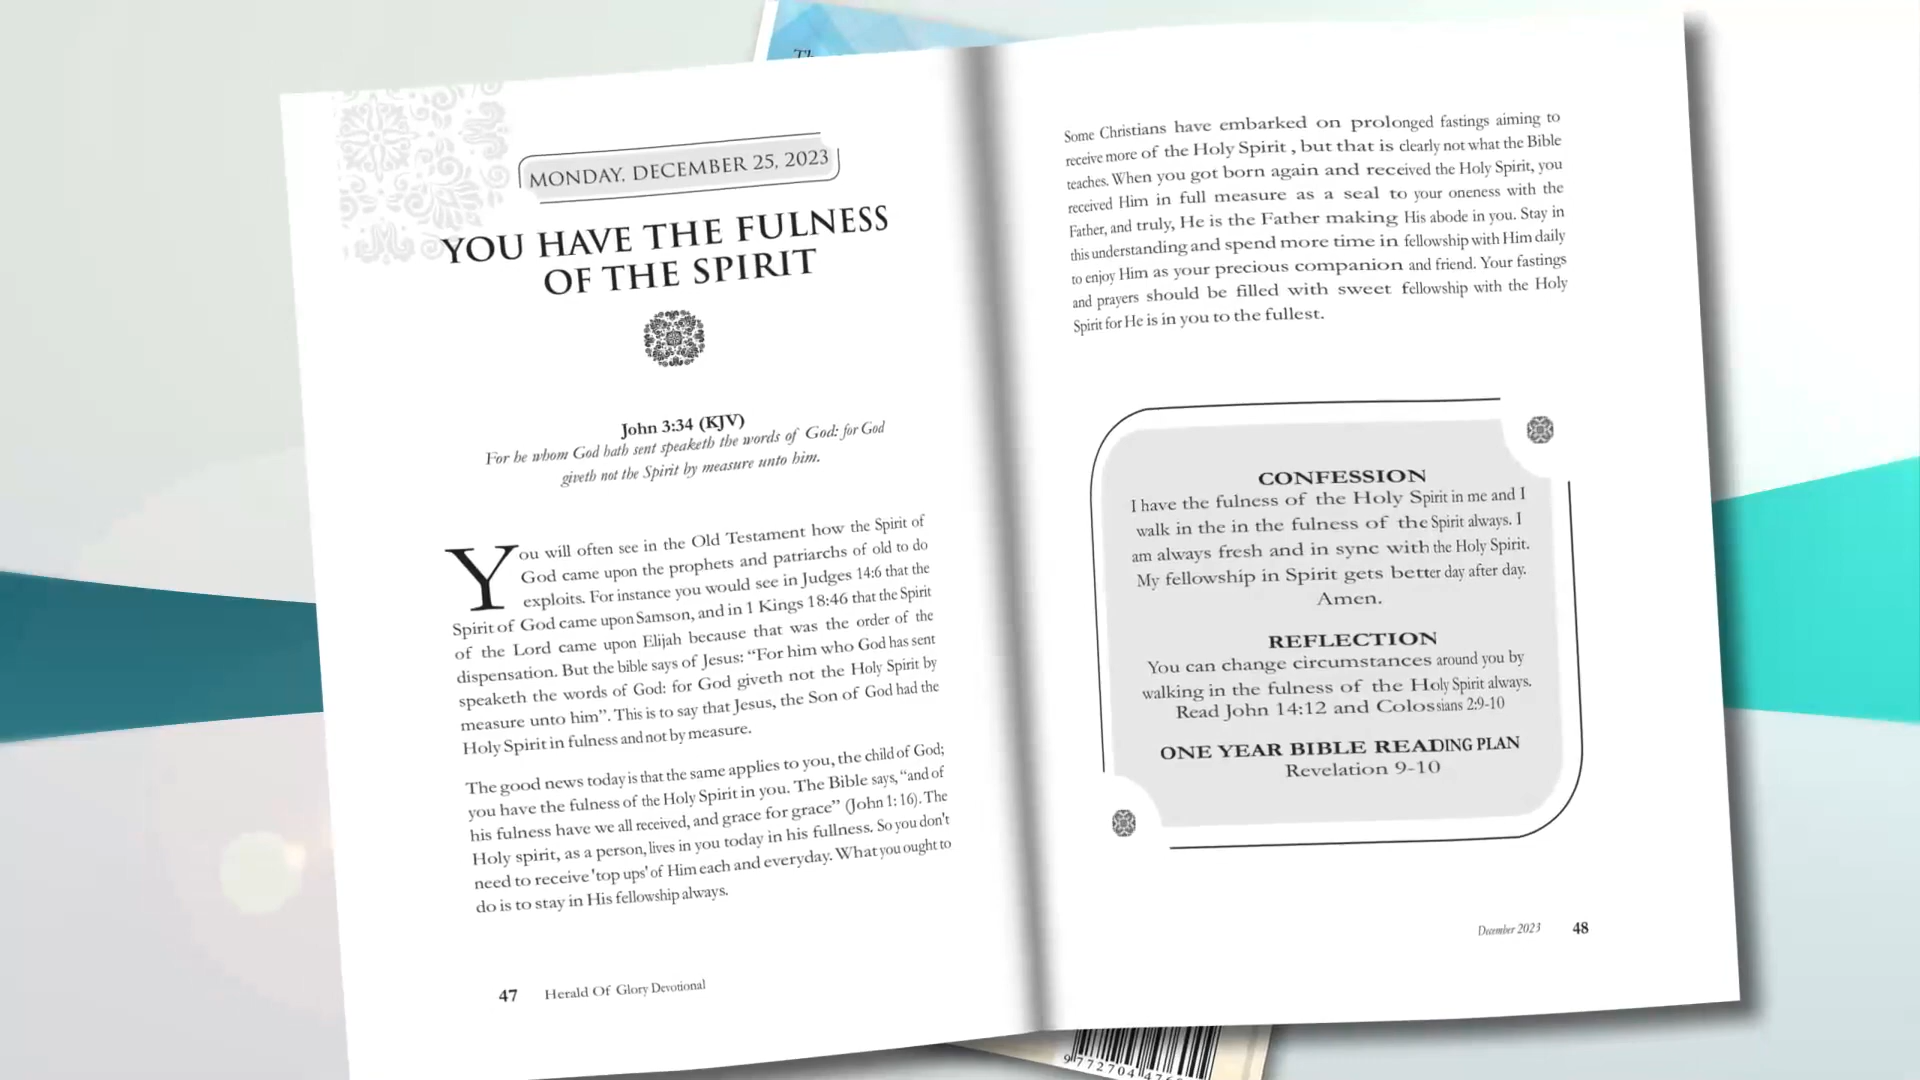 MONDAY, DECEMBER 25, 2023
YOU HAVE THE FULNESS
OF THE SPIRIT
John 3:34 (KJV)
For he whom God hath sent speaketh the words of God: for God
giveth not the Spirit by measure unto him.
You will often see in the Old Testament how the Spirit of
God came upon the prophets and patriarchs of old to do
exploits. For instance you would see in Judges 14:6 that the
Spirit of God came upon Samson, and in 1 Kings 18:46 that the Spirit
of the Lord came upon Elijah because that was the order of the
dispensation. But the bible says of Jesus: “For him who God has sent
speaketh the words of God: for God giveth not the Holy Spirit by
measure unto him”. This is to say that Jesus, the Son of God had the
Holy Spirit in fulness and not by measure.
The good news today is that the same applies to you, the child of God;
you have the fulness of the Holy Spirit in you. The Bible says, “and of
his fulness have we all received, and grace for grace” (John 1: 16). The
Holy spirit, as a person, lives in you today in his fullness. So you don't
need to receive 'top ups' of Him each and everyday. What you ought to
do is to stay in His fellowship always.
47 Herald Of Glory Devotional
Some Christians have embarked on prolonged fastings aiming to
receive more of the Holy Spirit , but that is clearly not what the Bible
teaches. When you got born again and received the Holy Spirit, you
received Him in full measure as a seal to your oneness with the
Father, and truly, He is the Father making His abode in you. Stay in
this understanding and spend more time in fellowship with Him daily
to enjoy Him as your precious companion and friend. Your fastings
and prayers should be filled with sweet fellowship with the Holy
Spirit for He is in you to the fullest.
CONFESSION
I have the fulness of the Holy Spirit in me and I
walk in the in the fulness of the Spirit always. I
am always fresh and in sync with the Holy Spirit.
My fellowship in Spirit gets better day after day.
Amen.
REFLECTION
You can change circumstances around you by
walking in the fulness of the Holy Spirit always.
Read John 14:12 and Colossians 2:9-10
ONE YEAR BIBLE READING PLAN
Revelation 9-10
December 2023 48